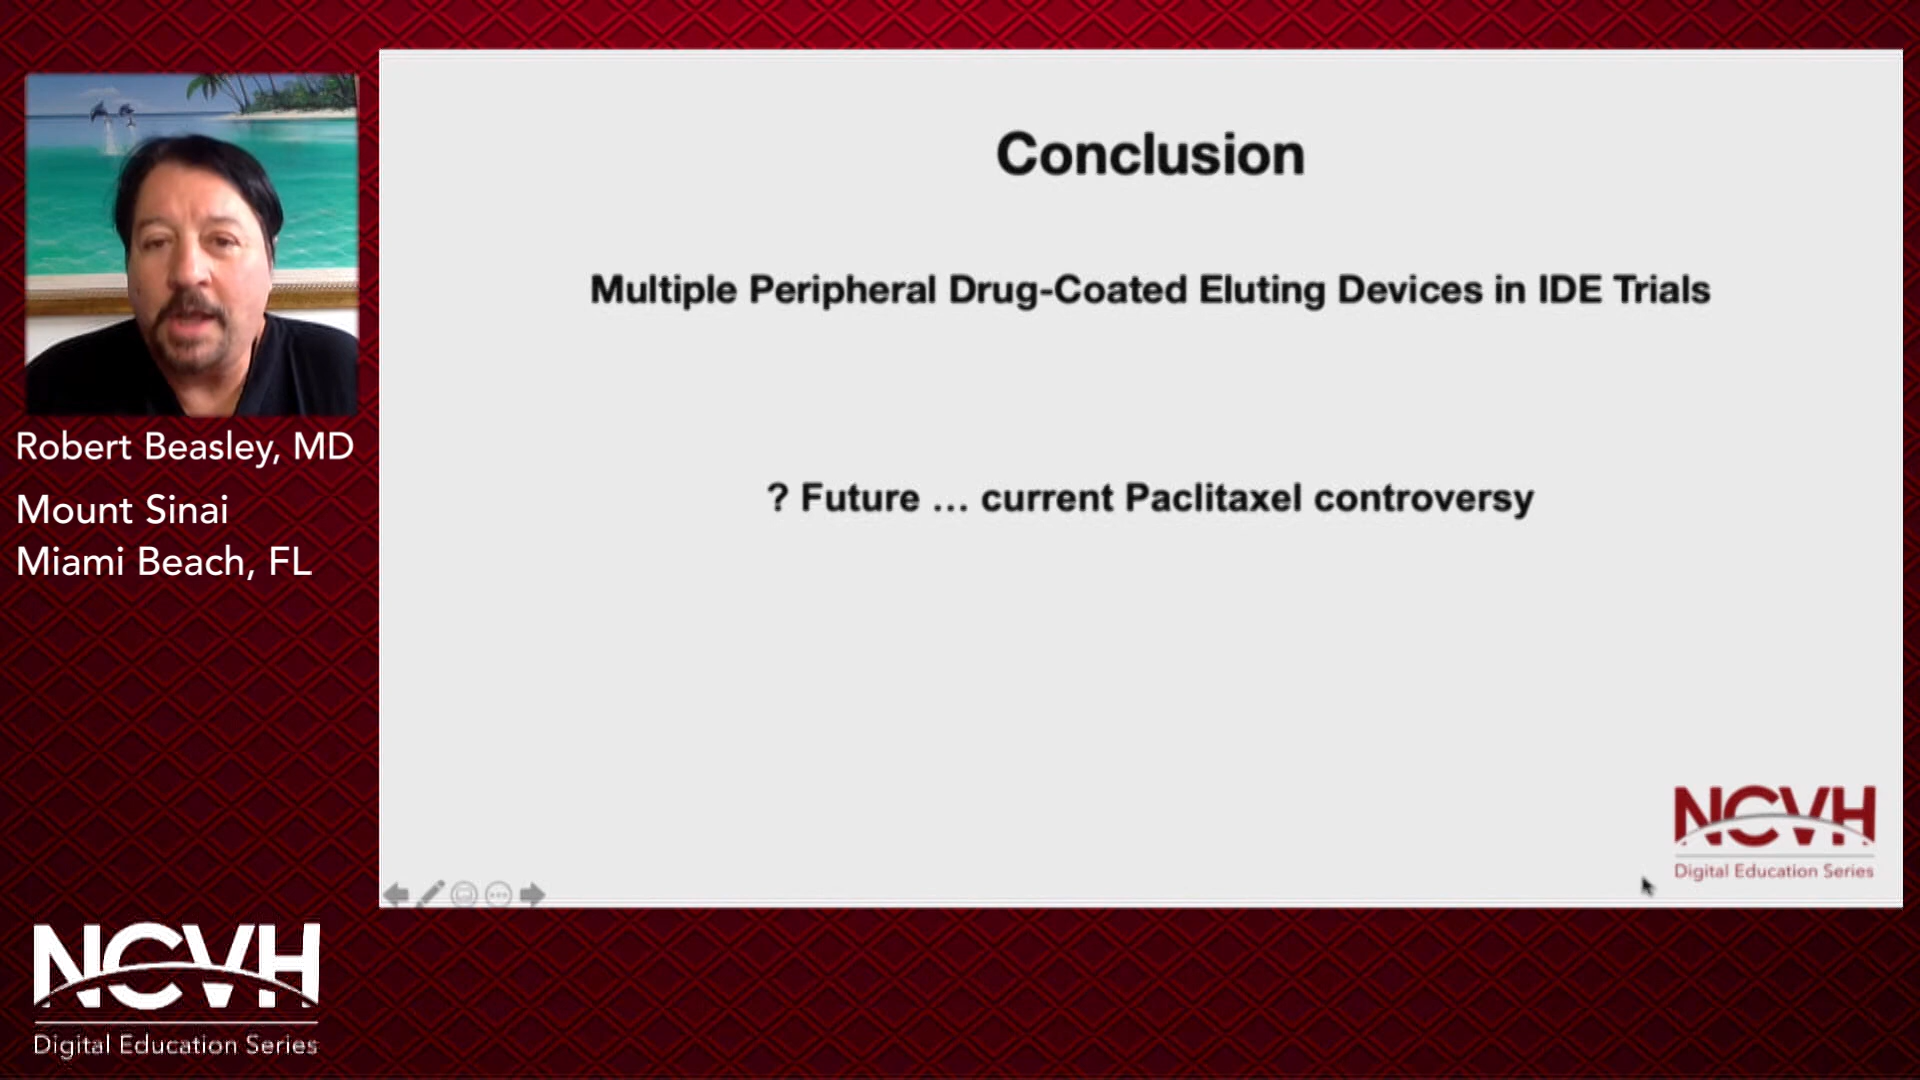 Robert Beasley, MD
Mount Sinai
Miami Beach, FL
Conclusion
Multiple Peripheral Drug-Coated Eluting Devices in IDE Trials
? Future … current Paclitaxel controversy
NCVH
Digital Education Series
NCVH
Digital Education Series